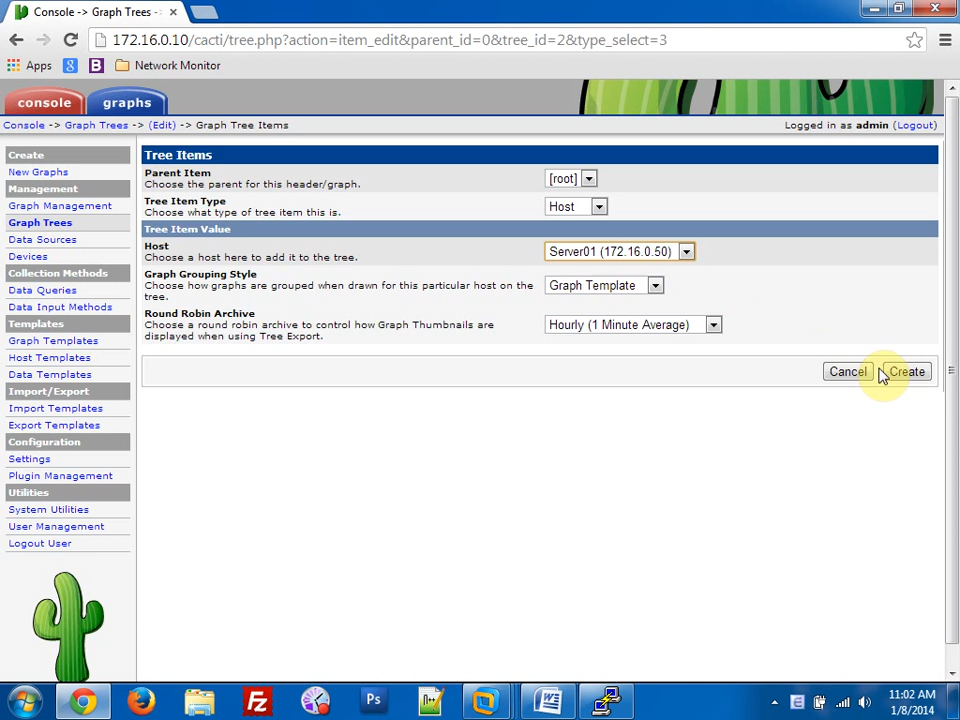 Console -> Graph Trees ->
172.16.0.10/cacti/tree.php?action=item_edit&parent_id=0&tree_id=2&type_select=3
Apps
Network Monitor
console
graphs
Console -> Graph Trees -> (Edit) -> Graph Tree Items
Logged in as admin (Logout)
Create
New Graphs
Management
Graph Management
Graph Trees
Data Sources
Devices
Collection Methods
Data Queries
Data Input Methods
Templates
Graph Templates
Host Templates
Data Templates
Import/Export
Import Templates
Export Templates
Configuration
Settings
Plugin Management
Utilities
System Utilities
User Management
Logout User
Tree Items
Parent Item
Choose the parent for this header/graph.
[root]
Tree Item Type
Choose what type of tree item this is.
Host
Tree Item Value
Host
Choose a host here to add it to the tree.
Server01 (172.16.0.50)
Graph Grouping Style
Choose how graphs are grouped when drawn for this particular host on the
tree.
Graph Template
Round Robin Archive
Choose a round robin archive to control how Graph Thumbnails are
displayed when using Tree Export.
Hourly (1 Minute Average)
Cancel
Create
11:02 AM
1/8/2014